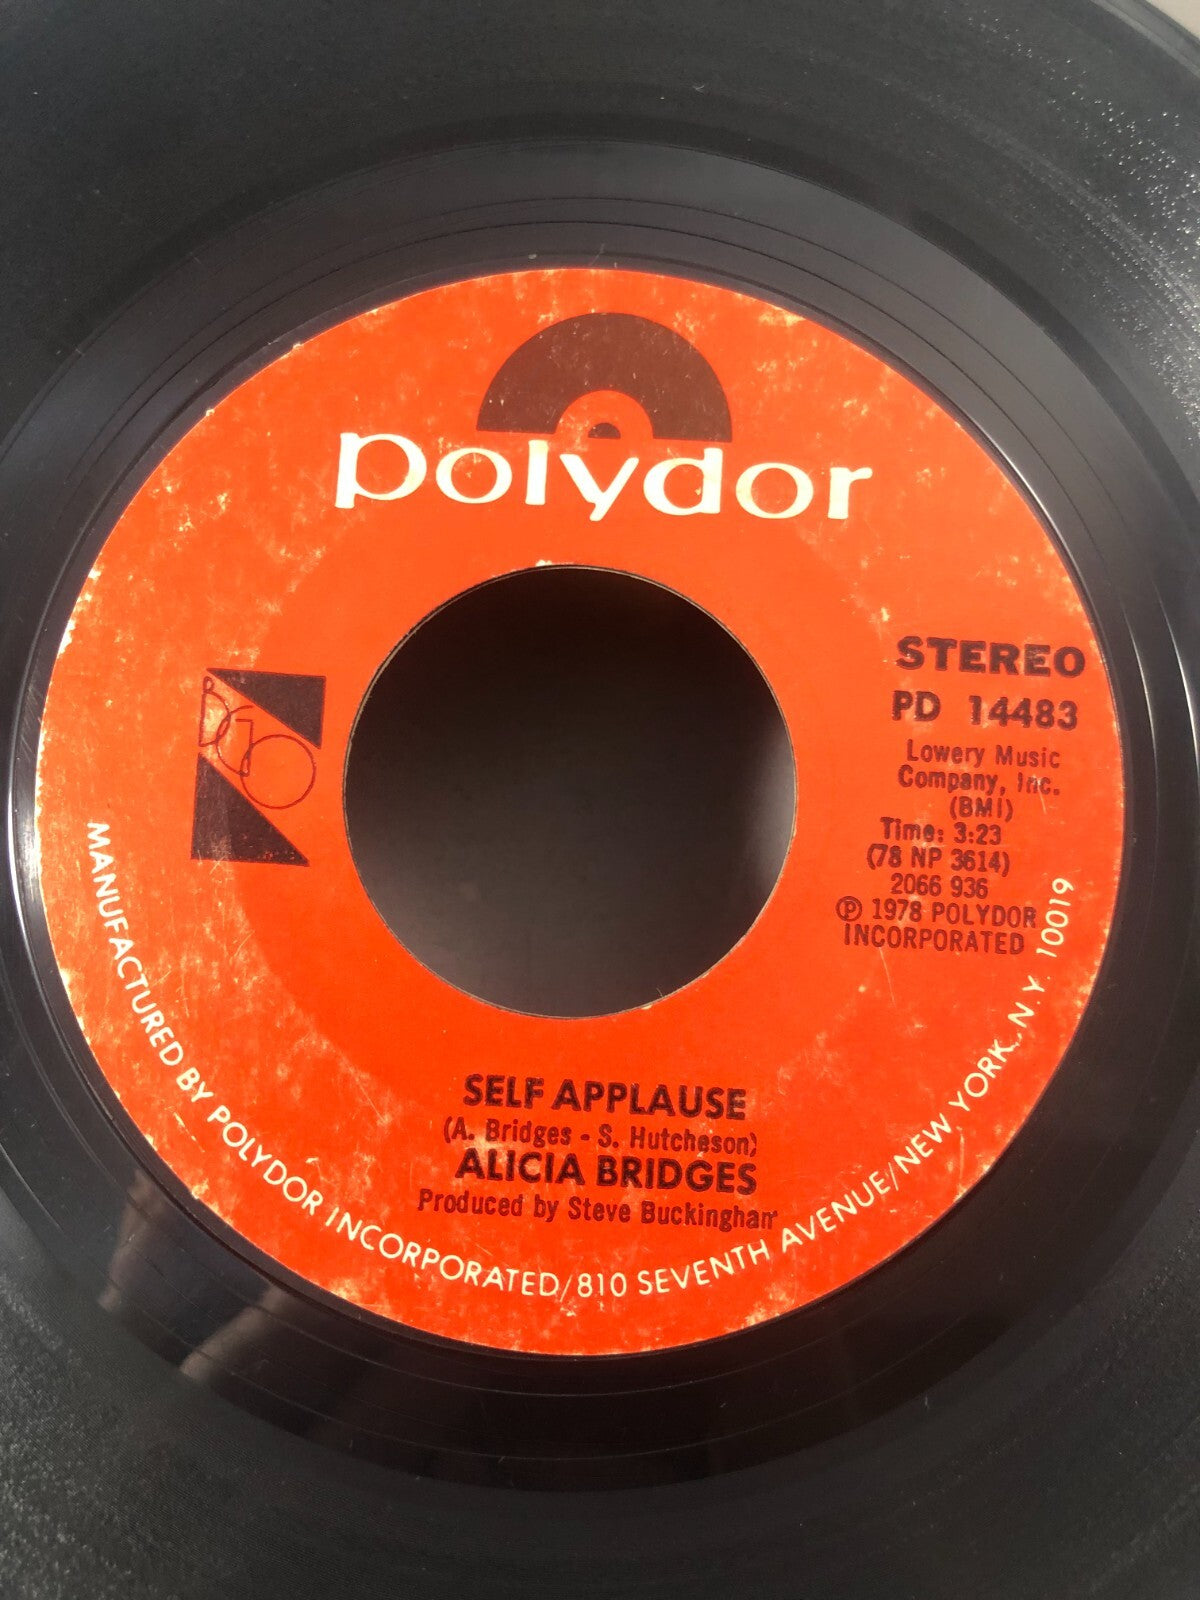 polydor
STEREO
PD 14483
Lowery Music
Company, Inc.
(BMI)
Time: 3:23
(78 NP 3614)
2066 936
℗ 1978 POLYDOR
INCORPORATED
SELF APPLAUSE
(A. Bridges - S. Hutcheson)
ALICIA BRIDGES
Produced by Steve Buckingham
MANUFACTURED BY POLYDOR INCORPORATED/810 SEVENTH AVENUE/NEW YORK, N.Y. 10019